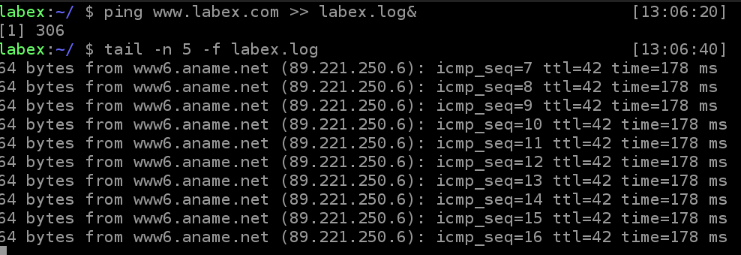 labex:~/ $ ping www.labex.com >> labex.log& [13:06:20]
[1] 306
labex:~/ $ tail -n 5 -f labex.log [13:06:40]
64 bytes from www6.aname.net (89.221.250.6): icmp_seq=7 ttl=42 time=178 ms
64 bytes from www6.aname.net (89.221.250.6): icmp_seq=8 ttl=42 time=178 ms
64 bytes from www6.aname.net (89.221.250.6): icmp_seq=9 ttl=42 time=178 ms
64 bytes from www6.aname.net (89.221.250.6): icmp_seq=10 ttl=42 time=178 ms
64 bytes from www6.aname.net (89.221.250.6): icmp_seq=11 ttl=42 time=178 ms
64 bytes from www6.aname.net (89.221.250.6): icmp_seq=12 ttl=42 time=178 ms
64 bytes from www6.aname.net (89.221.250.6): icmp_seq=13 ttl=42 time=178 ms
64 bytes from www6.aname.net (89.221.250.6): icmp_seq=14 ttl=42 time=178 ms
64 bytes from www6.aname.net (89.221.250.6): icmp_seq=15 ttl=42 time=178 ms
64 bytes from www6.aname.net (89.221.250.6): icmp_seq=16 ttl=42 time=178 ms